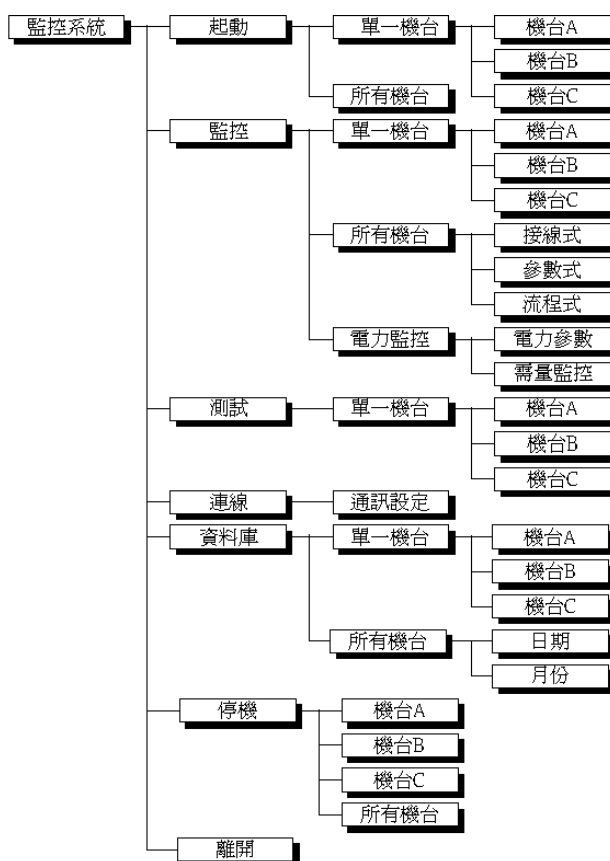 監控系統
起動
單一機台
機台A
機台B
機台C
所有機台
監控
單一機台
機台A
機台B
機台C
所有機台
接線式
參數式
流程式
電力監控
電力參數
需量監控
測試
單一機台
機台A
機台B
機台C
連線
通訊設定
資料庫
單一機台
機台A
機台B
機台C
所有機台
日期
月份
停機
機台A
機台B
機台C
所有機台
離開